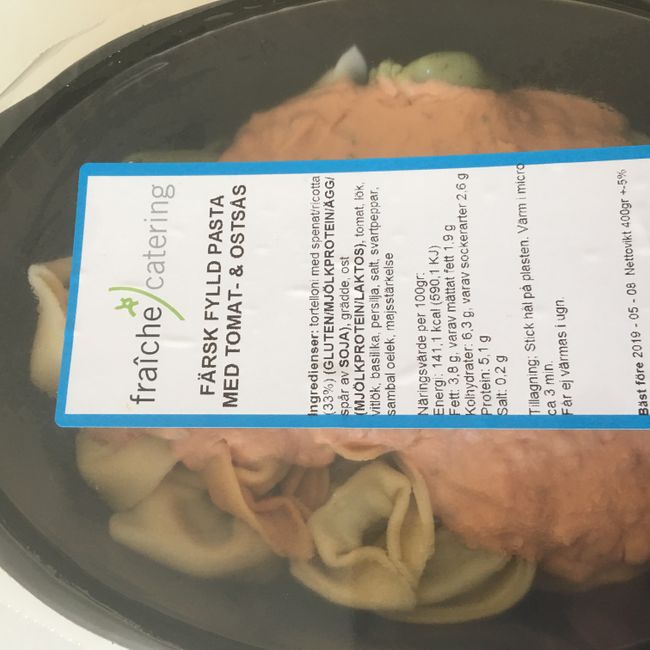 fraîche catering
FÄRSK FYLLD PASTA
MED TOMAT- & OSTSÅS
Ingredienser: tortelloni med spenat/ricotta
(33%) (GLUTEN/MJÖLKPROTEIN/ÄGG/
spår av SOJA), grädde, ost
(MJÖLKPROTEIN/LAKTOS), tomat, lök,
vitlök, basilika, persilja, salt, svartpeppar,
sambal oelek, majsstärkelse
Näringsvärde per 100gr:
Energi: 141,1 kcal (590,1 KJ)
Fett: 3,8 g, varav mättat fett 1,9 g
Kolhydrater: 6,3 g, varav sockerarter 2,6 g
Protein: 5,1 g
Salt: 0,2 g
Tillagning: Stick hål på plasten. Värm i micro
ca 3 min.
Får ej värmas i ugn.
Bäst före 2019 - 05 - 08 Nettovikt 400gr +-5%